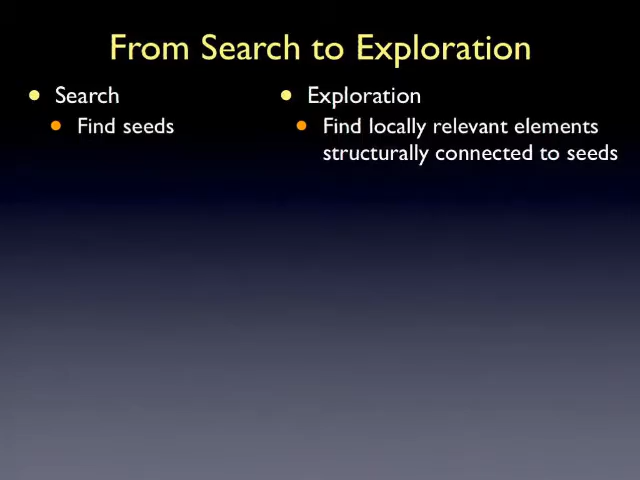 From Search to Exploration
Search
Find seeds
Exploration
Find locally relevant elements
structurally connected to seeds